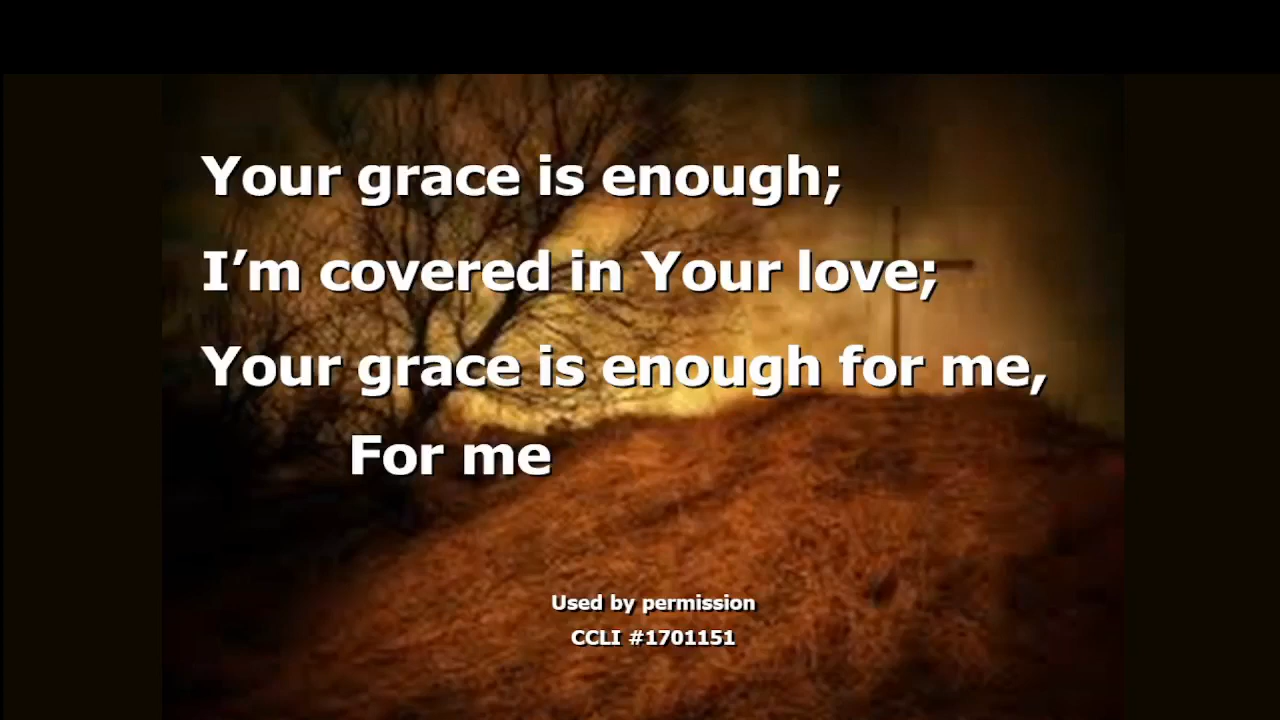 Your grace is enough;
I’m covered in Your love;
Your grace is enough for me,
For me
Used by permission
CCLI #1701151